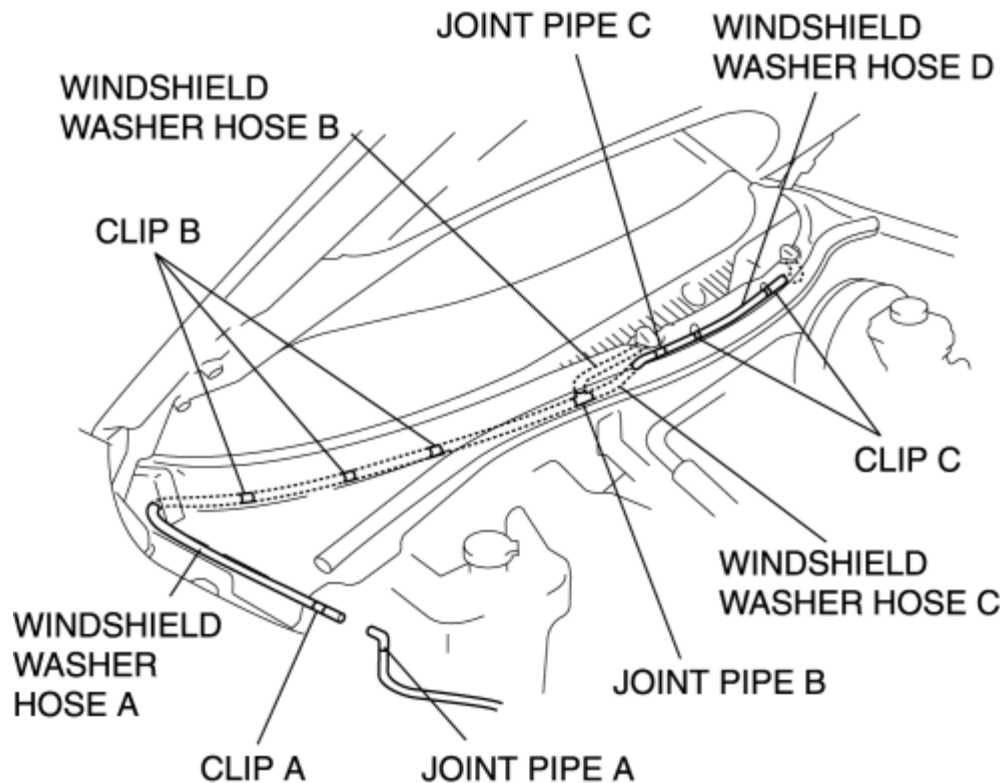 JOINT PIPE C
WINDSHIELD
WASHER HOSE D
WINDSHIELD
WASHER HOSE B
CLIP B
CLIP C
WINDSHIELD
WASHER HOSE C
WINDSHIELD
WASHER
HOSE A
JOINT PIPE B
CLIP A
JOINT PIPE A